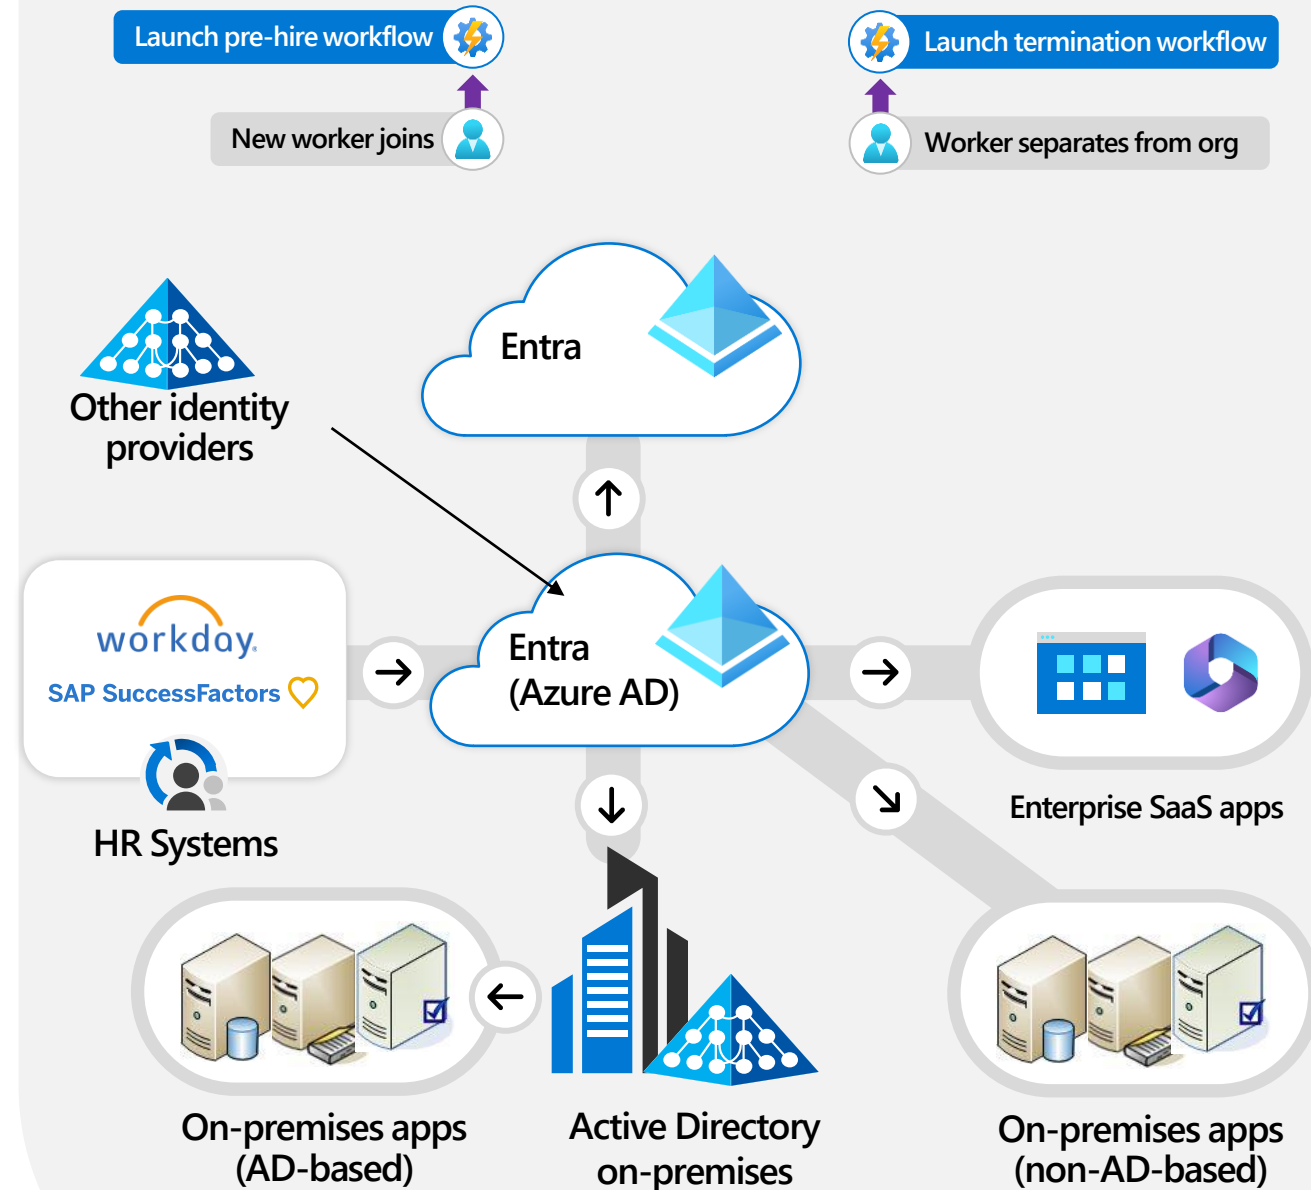 Launch pre-hire workflow
Launch termination workflow
New worker joins
Worker separates from org
Entra
Other identity
providers
workday.
SAP SuccessFactors
Entra
(Azure AD)
HR Systems
Enterprise SaaS apps
On-premises apps
(AD-based)
Active Directory
on-premises
On-premises apps
(non-AD-based)